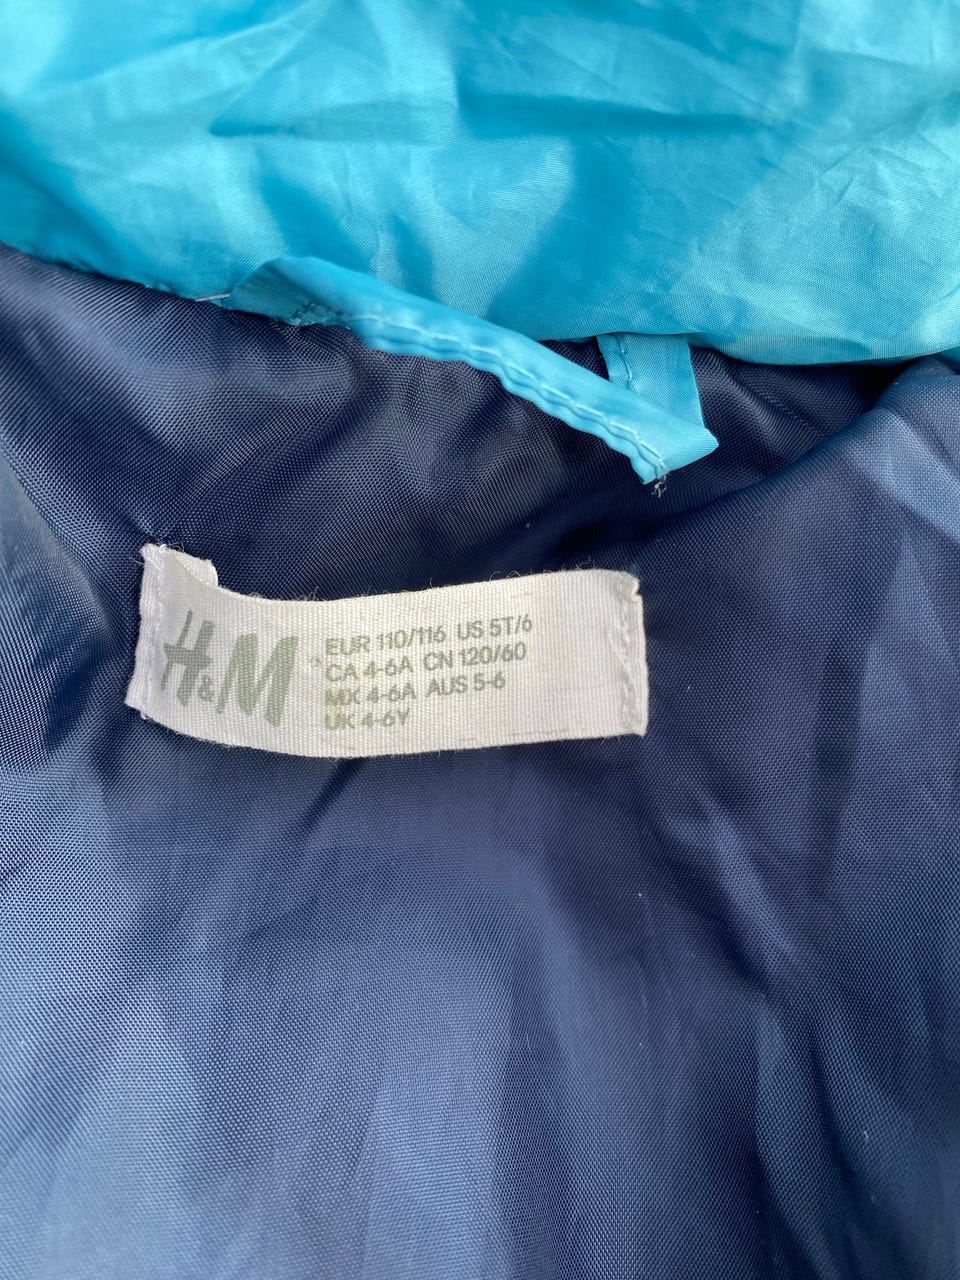 H&M
EUR 110/116 US 5T/6
CA 4-6A CN 120/60
MX 4-6A AUS 5-6
UK 4-6Y